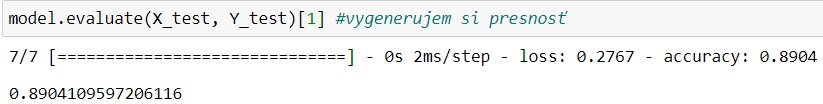 model.evaluate(X_test, Y_test)[1] #vygenerujem si presnosť
7/7 [==============================] - 0s 2ms/step - loss: 0.2767 - accuracy: 0.8904
0.8904109597206116